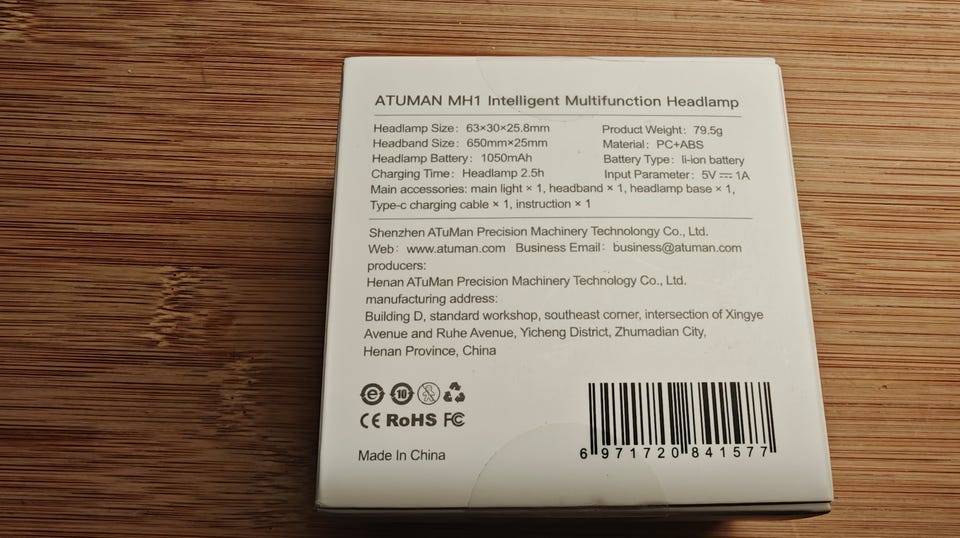 ATUMAN MH1 Intelligent Multifunction Headlamp
Headlamp Size: 63×30×25.8mm
Headband Size: 650mm×25mm
Headlamp Battery: 1050mAh
Charging Time: Headlamp 2.5h
Product Weight: 79.5g
Material: PC+ABS
Battery Type: li-ion battery
Input Parameter: 5V ⎓ 1A
Main accessories: main light × 1, headband × 1, headlamp base × 1,
Type-c charging cable × 1, instruction × 1
Shenzhen ATuMan Precision Machinery Technolongy Co., Ltd.
Web: www.atuman.com Business Email: business@atuman.com
producers:
Henan ATuMan Precision Machinery Technology Co., Ltd.
manufacturing address:
Building D, standard workshop, southeast corner, intersection of Xingye
Avenue and Ruhe Avenue, Yicheng District, Zhumadian City,
Henan Province, China
e 10
CE RoHS FC
Made In China
6 971720 841577